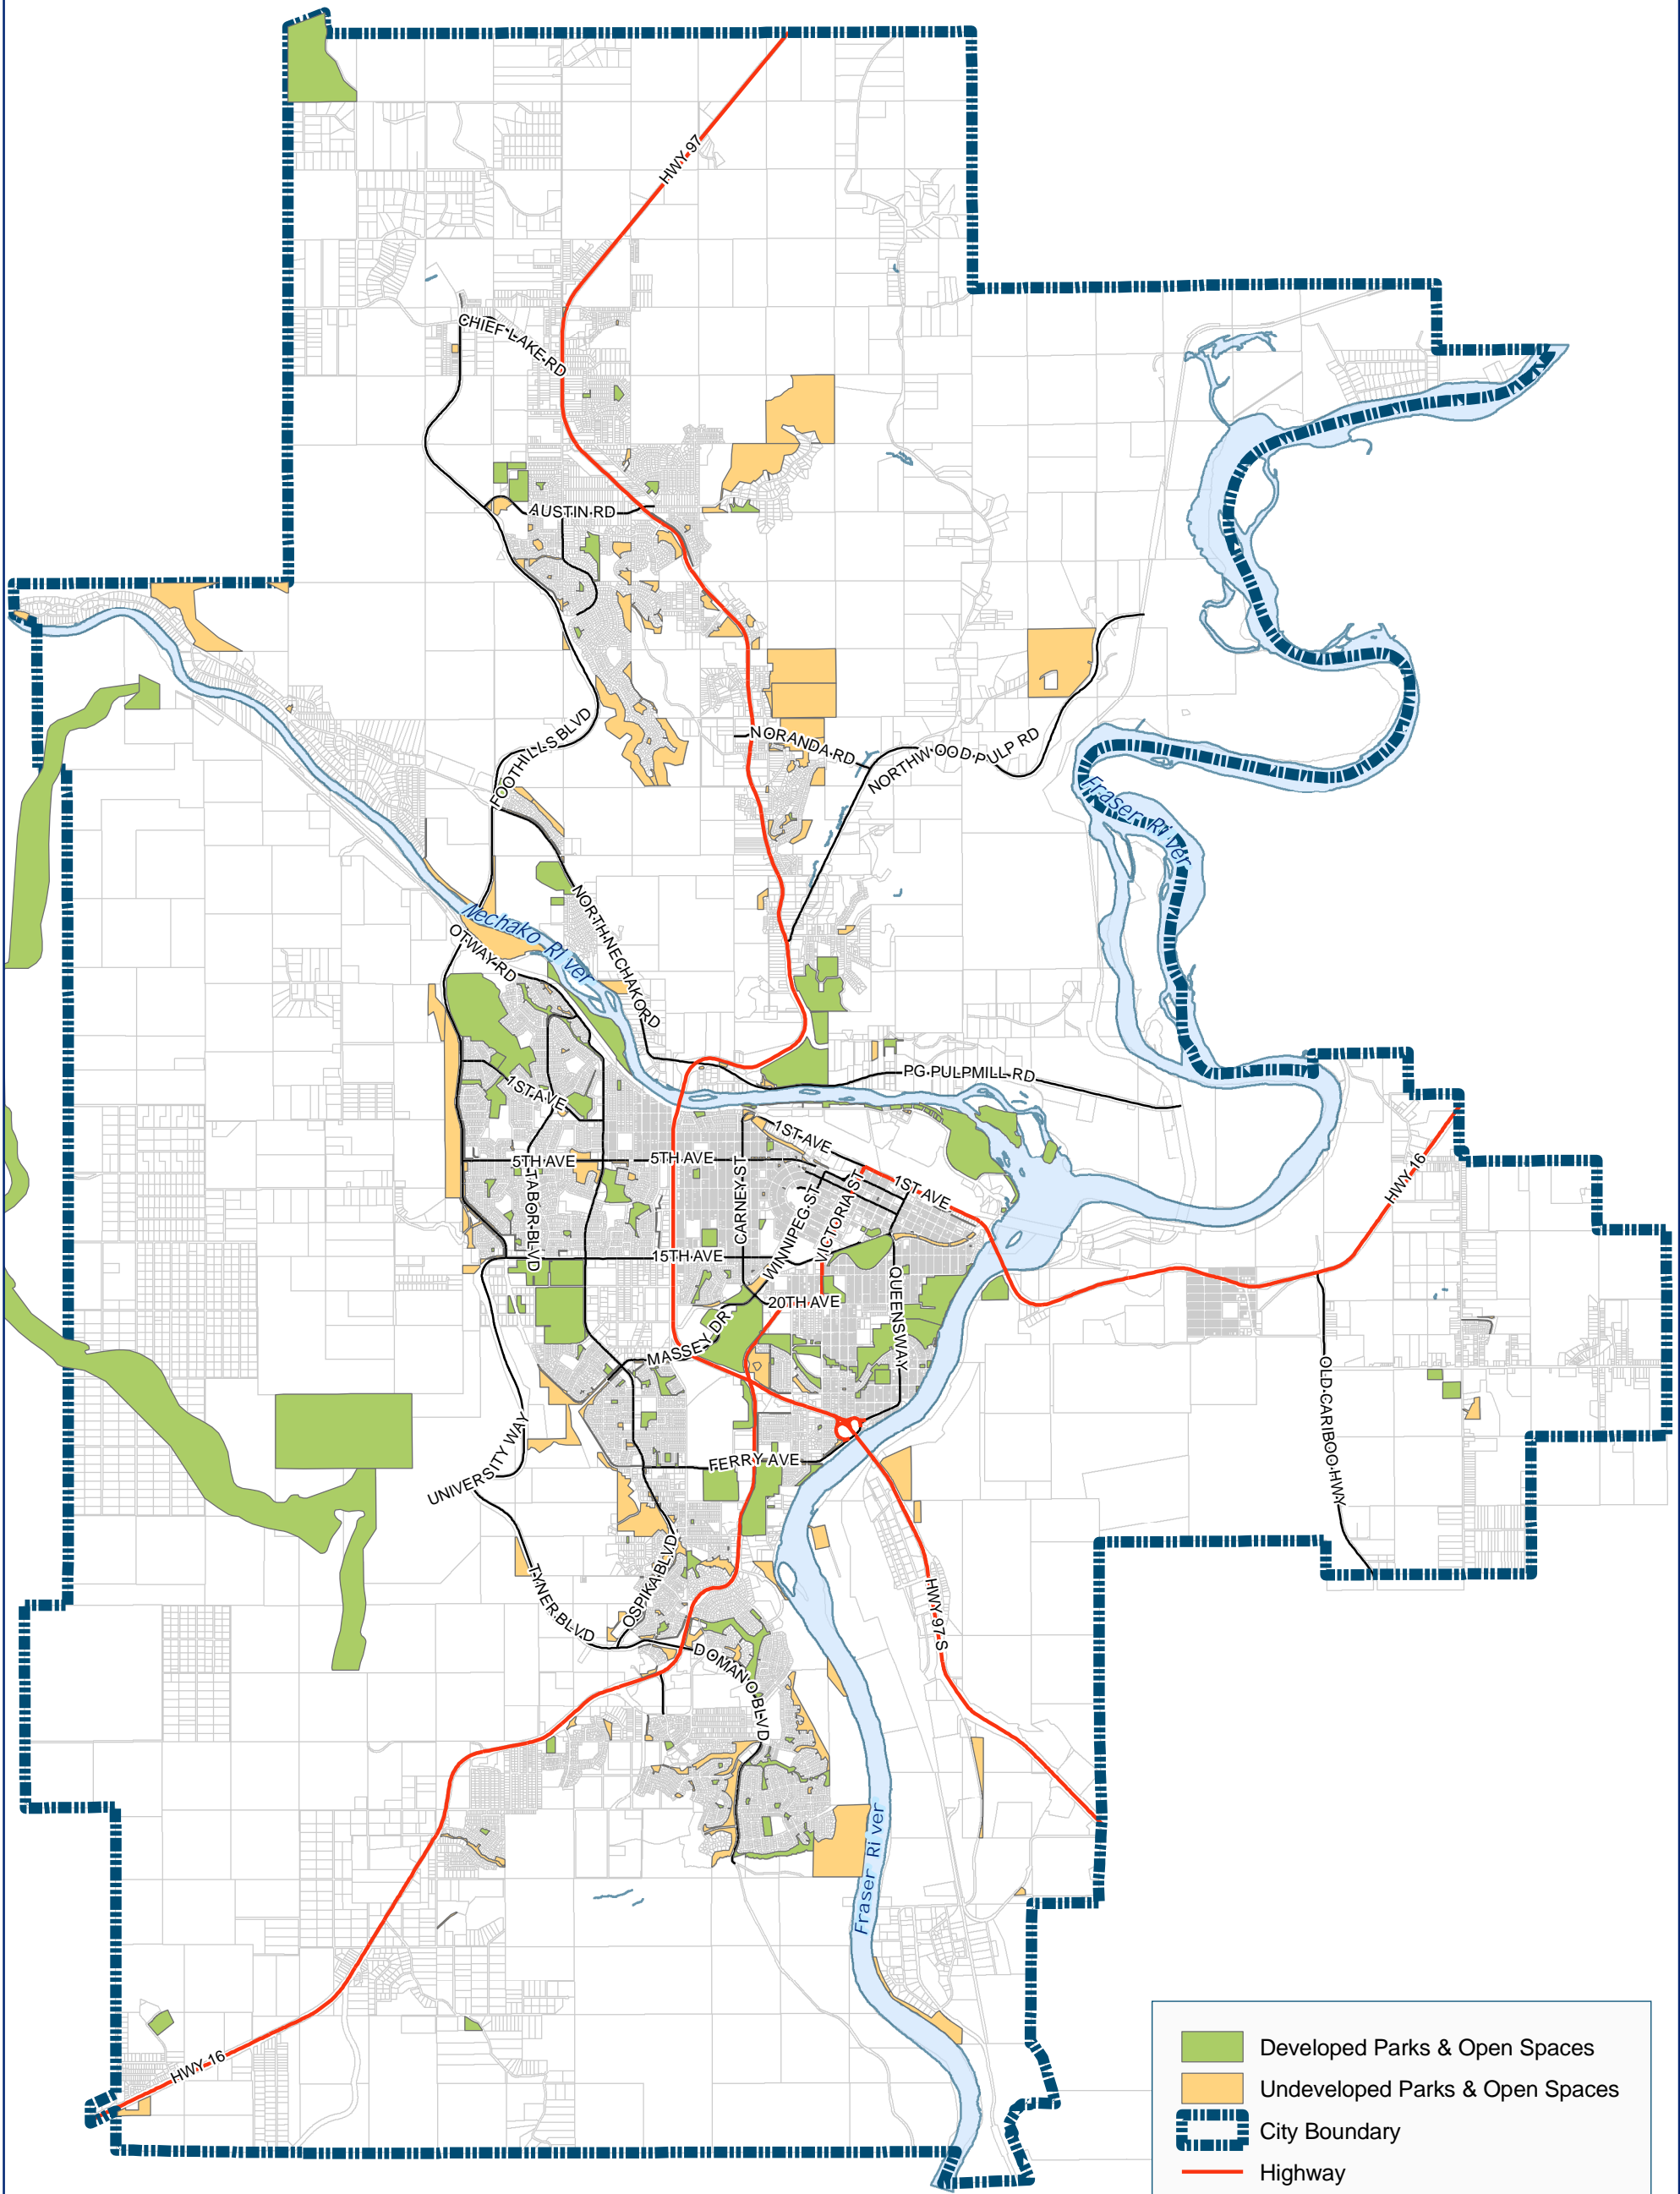 HWY 97
CHIEF LAKE RD
AUSTIN RD
FOOTHILLS BLVD
NORANDA RD
NORTHWOOD PULP RD
Fraser River
NORTH NECHAKO RD
Nechako River
OTWAY RD
PG PULPMILL RD
1ST AVE
1ST AVE
5TH AVE
5TH AVE
TABOR BLVD
CARNEY ST
WINNIPEG ST
VICTORIA ST
1ST AVE
HWY 16
15TH AVE
20TH AVE
QUEENSWAY
MASSEY DR
OLD CARIBOO HWY
UNIVERSITY WAY
FERRY AVE
TYNER BLVD
OSPIKA BLVD
HWY 97 S
DOMANO BLVD
Fraser River
HWY 16
Developed Parks & Open Spaces
Undeveloped Parks & Open Spaces
City Boundary
Highway